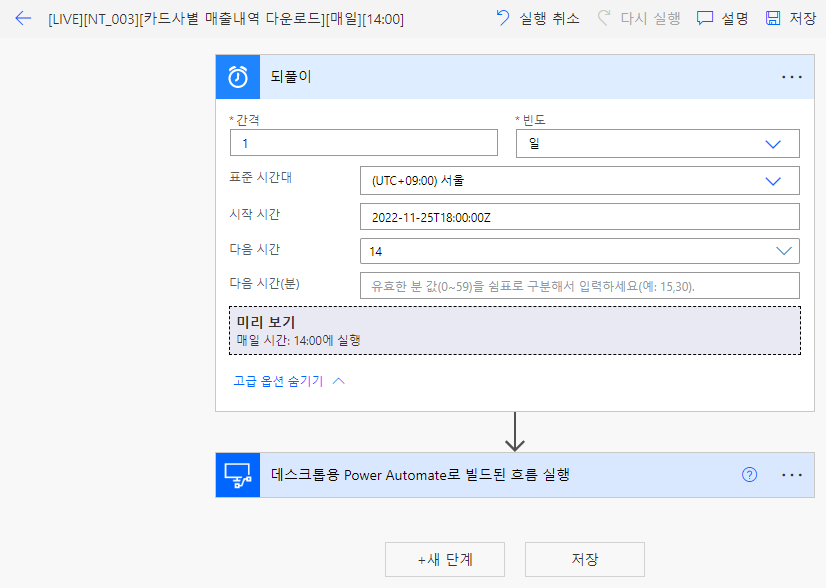 [LIVE][NT_003][카드사별 매출내역 다운로드][매일][14:00] 실행 취소 다시 실행 설명 저장
되풀이
* 간격 * 빈도
1 일
표준 시간대 (UTC+09:00) 서울
시작 시간 2022-11-25T18:00:00Z
다음 시간 14
다음 시간(분) 유효한 분 값(0~59)을 쉼표로 구분해서 입력하세요(예: 15,30).
미리 보기
매일 시간: 14:00에 실행
고급 옵션 숨기기
데스크톱용 Power Automate로 빌드된 흐름 실행
+새 단계 저장